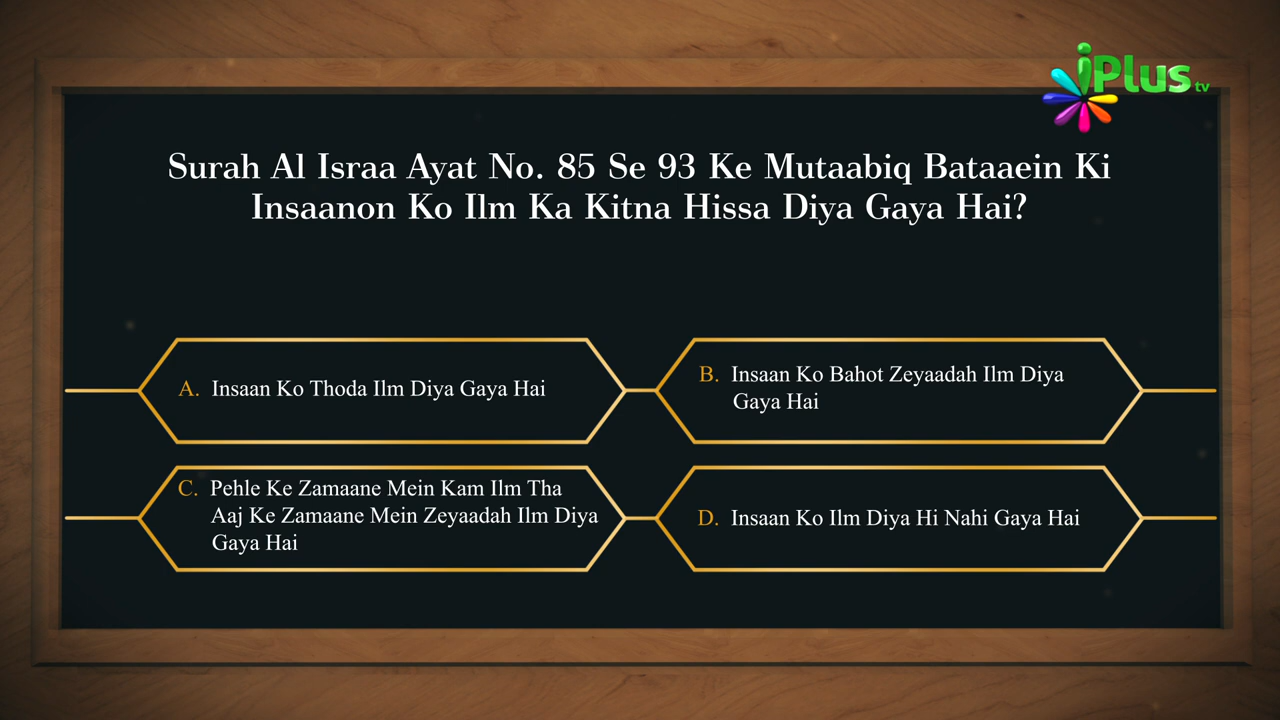 iPlus tv
Surah Al Israa Ayat No. 85 Se 93 Ke Mutaabiq Bataaein Ki
Insaanon Ko Ilm Ka Kitna Hissa Diya Gaya Hai?
A. Insaan Ko Thoda Ilm Diya Gaya Hai
B. Insaan Ko Bahot Zeyaadah Ilm Diya
Gaya Hai
C. Pehle Ke Zamaane Mein Kam Ilm Tha
Aaj Ke Zamaane Mein Zeyaadah Ilm Diya
Gaya Hai
D. Insaan Ko Ilm Diya Hi Nahi Gaya Hai